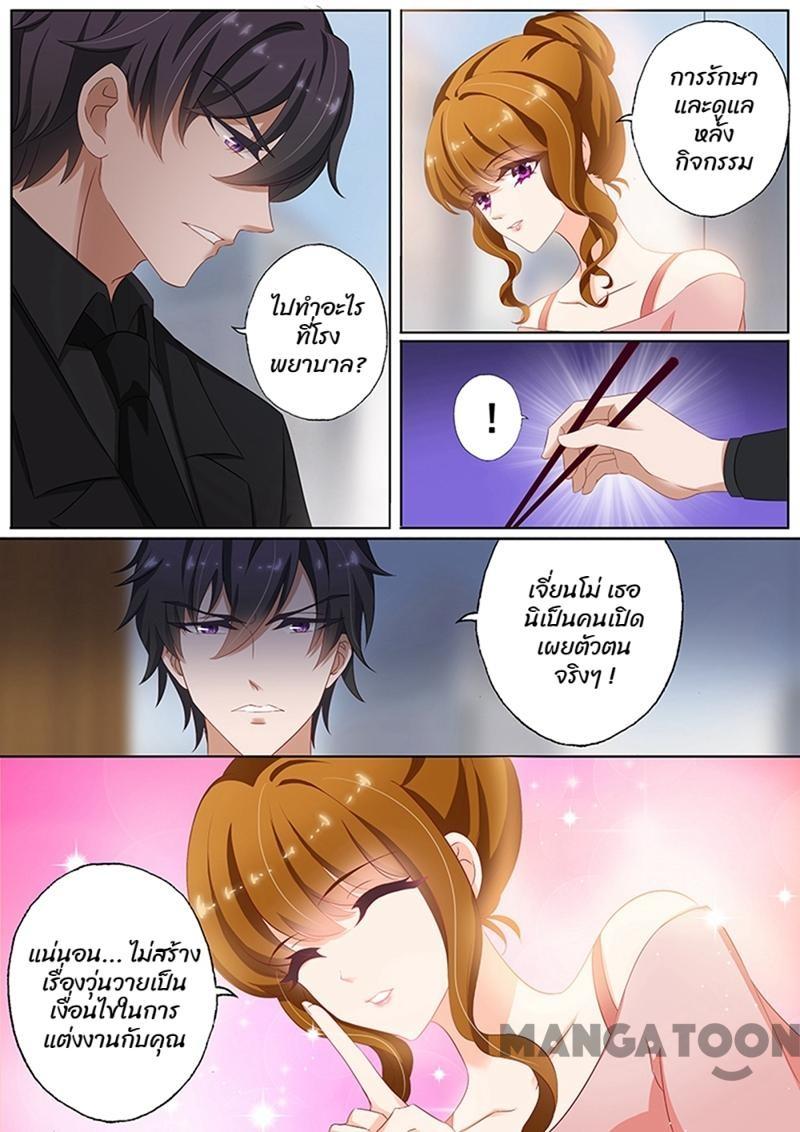 ไปทำอะไร
ที่โรง
พยาบาล?
การรักษา
และดูแล
หลัง
กิจกรรม
!
เจี่ยนโม่ เธอ
นิเป็นคนเปิด
เผยตัวตน
จริงๆ !
แน่นอน... ไม่สร้าง
เรื่องวุ่นวายเป็น
เงื่อนไขในการ
แต่งงานกับคุณ
MANGATOON